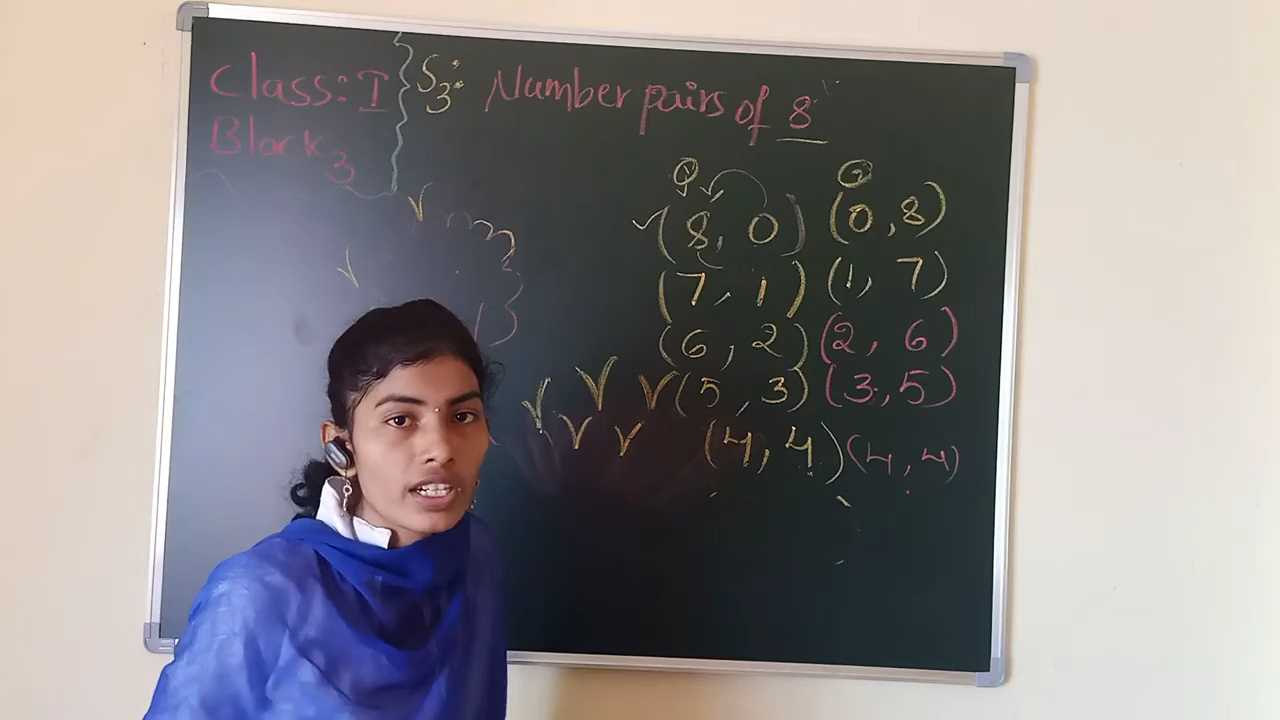 Class: I
Block 3
S3: Number pairs of 8
(8, 0) (0, 8)
(7, 1) (1, 7)
(6, 2) (2, 6)
(5, 3) (3, 5)
(4, 4) (4, 4)